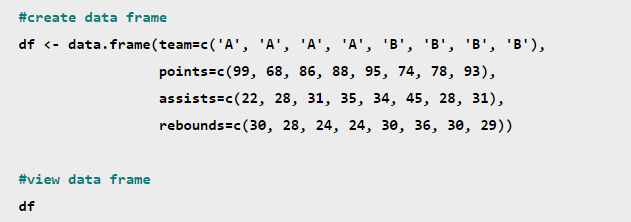 #create data frame
df <- data.frame(team=c('A', 'A', 'A', 'A', 'B', 'B', 'B', 'B'),
points=c(99, 68, 86, 88, 95, 74, 78, 93),
assists=c(22, 28, 31, 35, 34, 45, 28, 31),
rebounds=c(30, 28, 24, 24, 30, 36, 30, 29))
#view data frame
df